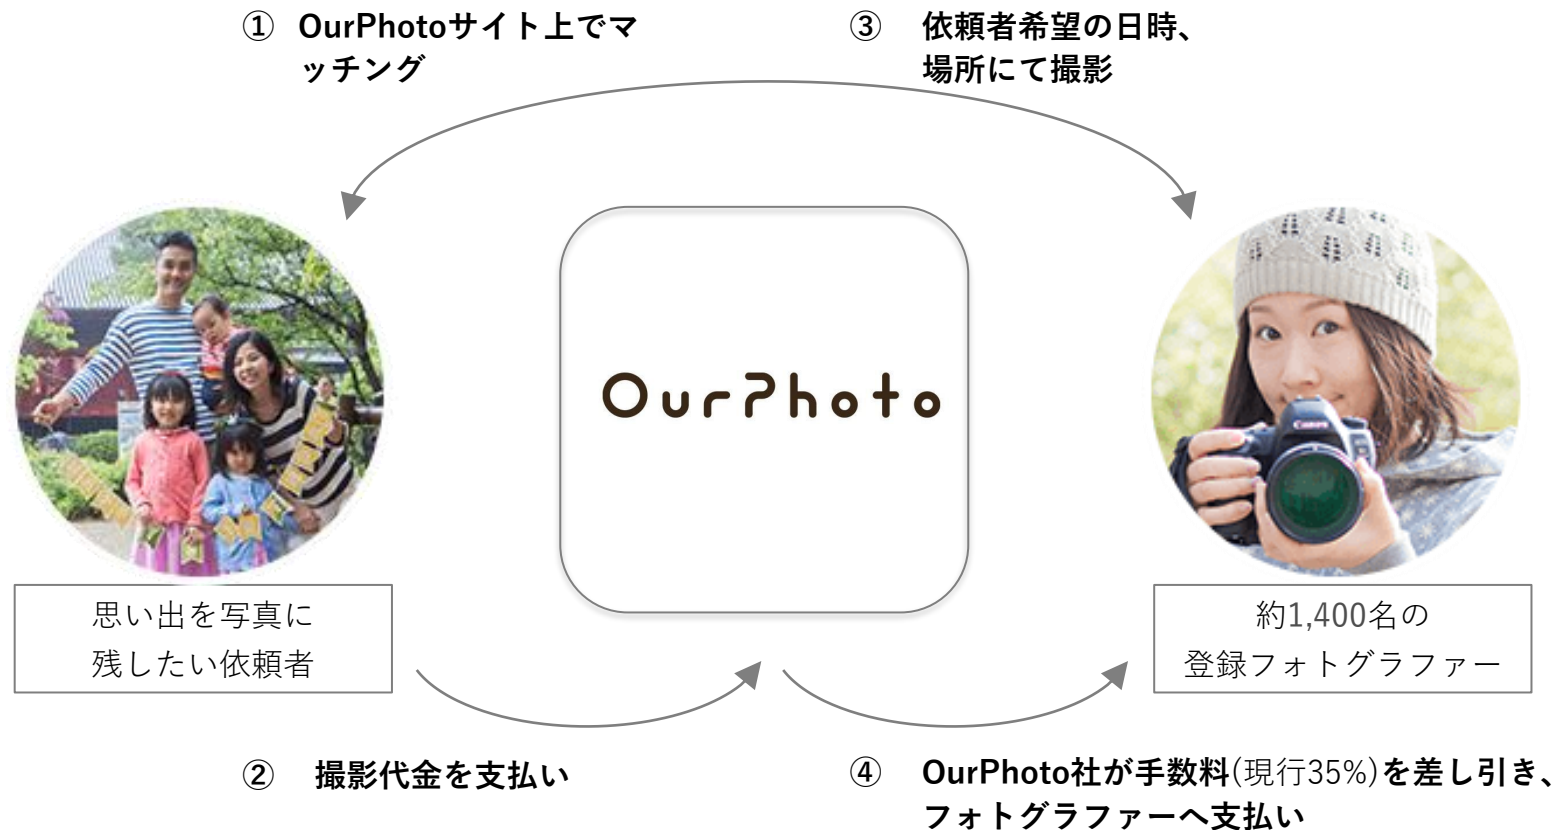 ① OurPhotoサイト上でマ
ッチング
③ 依頼者希望の日時、
場所にて撮影
OurPhoto
Canon
思い出を写真に
残したい依頼者
約1,400名の
登録フォトグラファー
② 撮影代金を支払い
④ OurPhoto社が手数料(現行35%)を差し引き、
フォトグラファーへ支払い